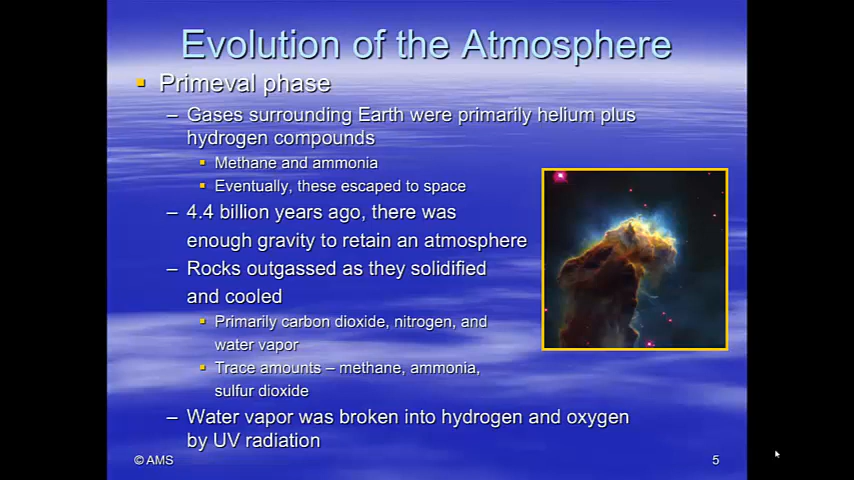 Evolution of the Atmosphere
Primeval phase
– Gases surrounding Earth were primarily helium plus
hydrogen compounds
Methane and ammonia
Eventually, these escaped to space
– 4.4 billion years ago, there was
enough gravity to retain an atmosphere
– Rocks outgassed as they solidified
and cooled
Primarily carbon dioxide, nitrogen, and
water vapor
Trace amounts – methane, ammonia,
sulfur dioxide
– Water vapor was broken into hydrogen and oxygen
by UV radiation
© AMS
5